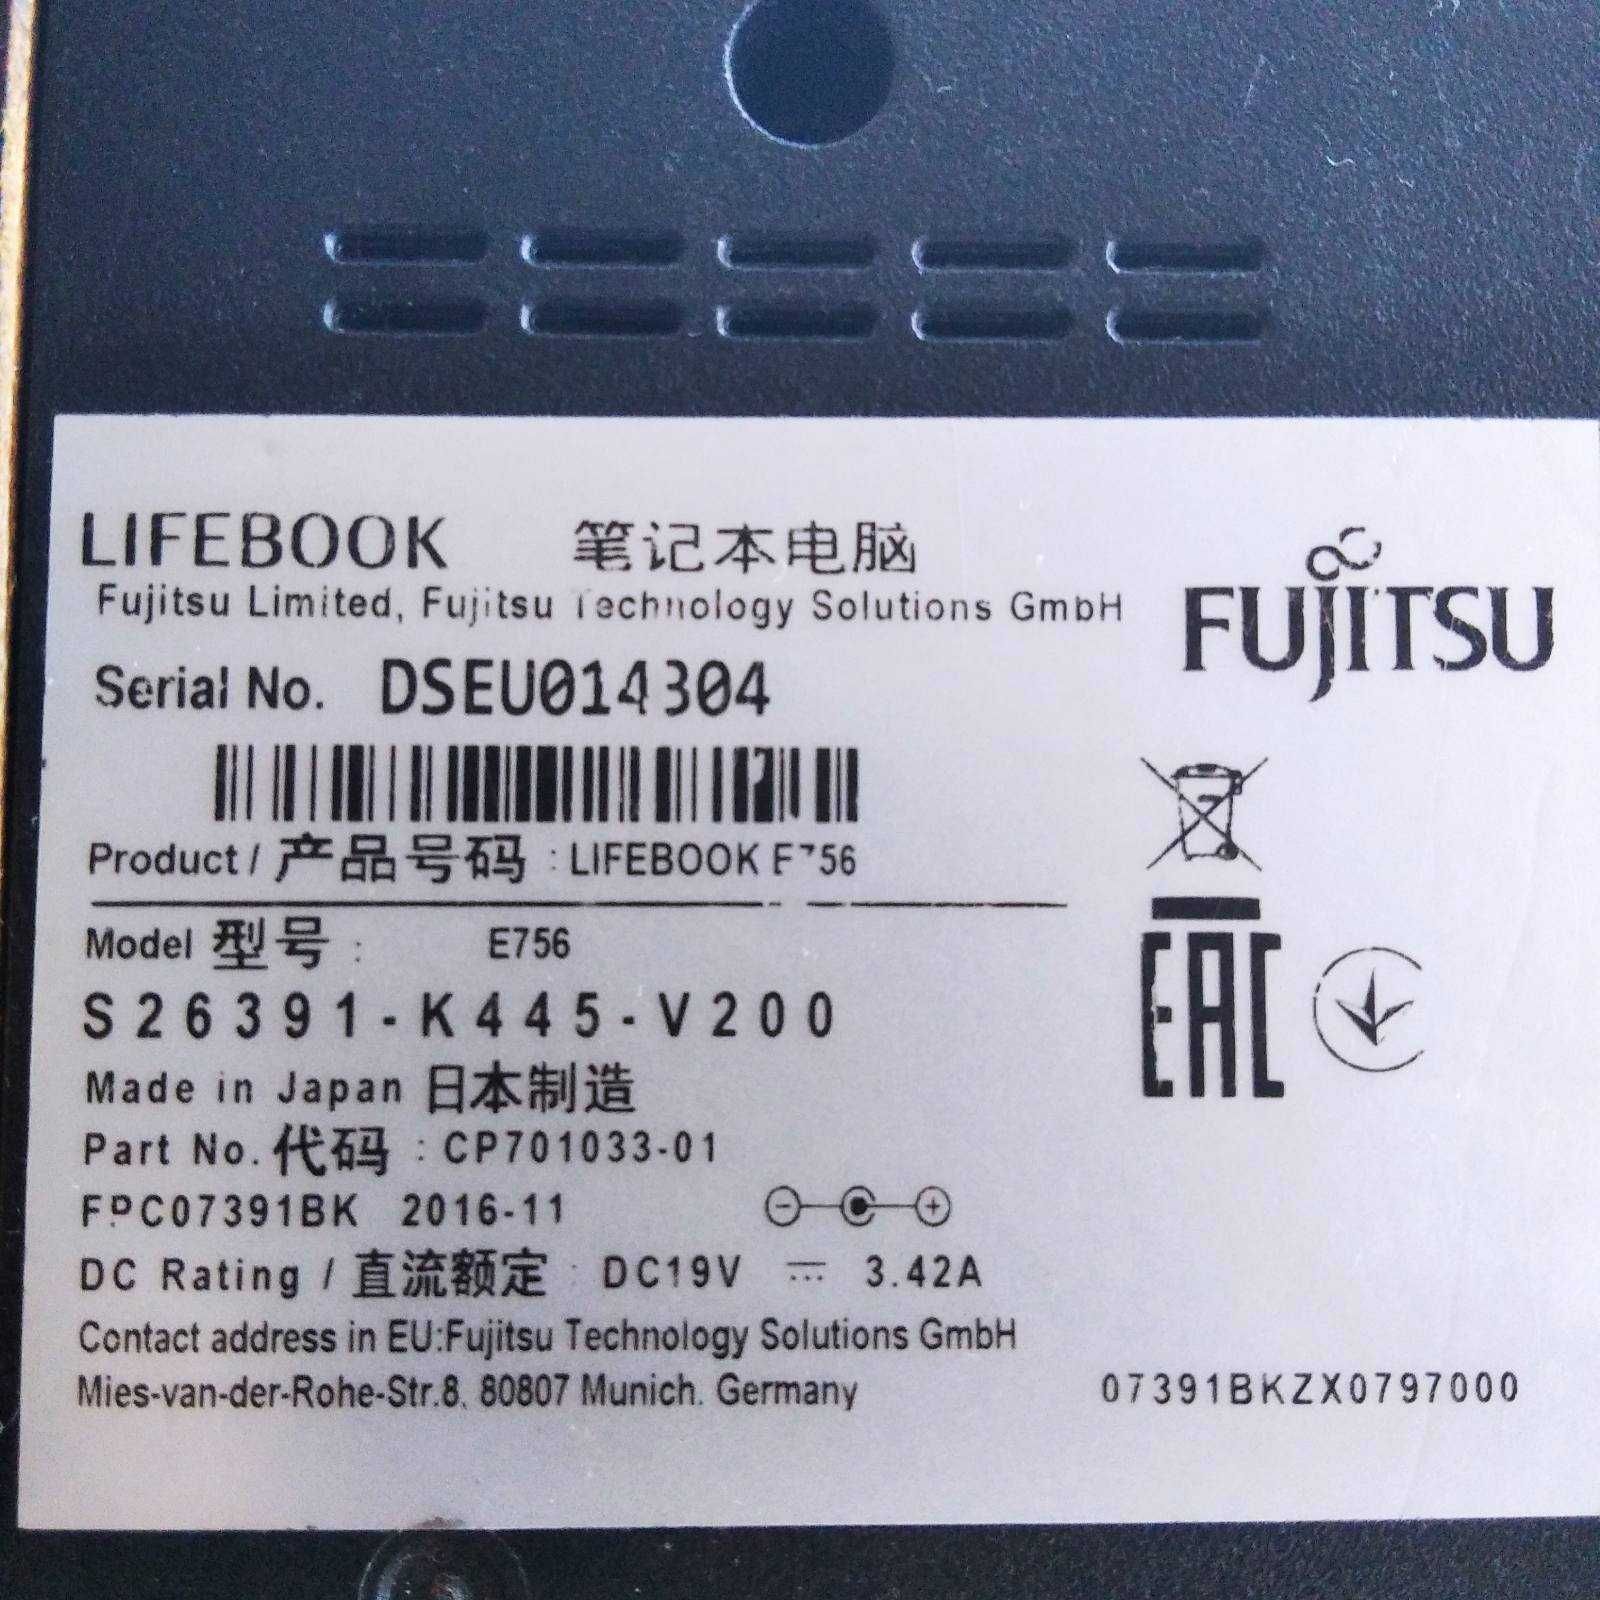 LIFEBOOK 笔记本电脑
Fujitsu Limited, Fujitsu Technology Solutions GmbH
FUJITSU
Serial No. DSEU014304
Product / 产品号码 : LIFEBOOK E756
Model 型号 : E756
S26391-K445-V200
EAC
Made in Japan 日本制造
Part No. 代码 : CP701033-01
FPC07391BK 2016-11
DC Rating / 直流额定 : DC19V ⎓ 3.42A
Contact address in EU:Fujitsu Technology Solutions GmbH
Mies-van-der-Rohe-Str.8, 80807 Munich, Germany
07391BKZX0797000